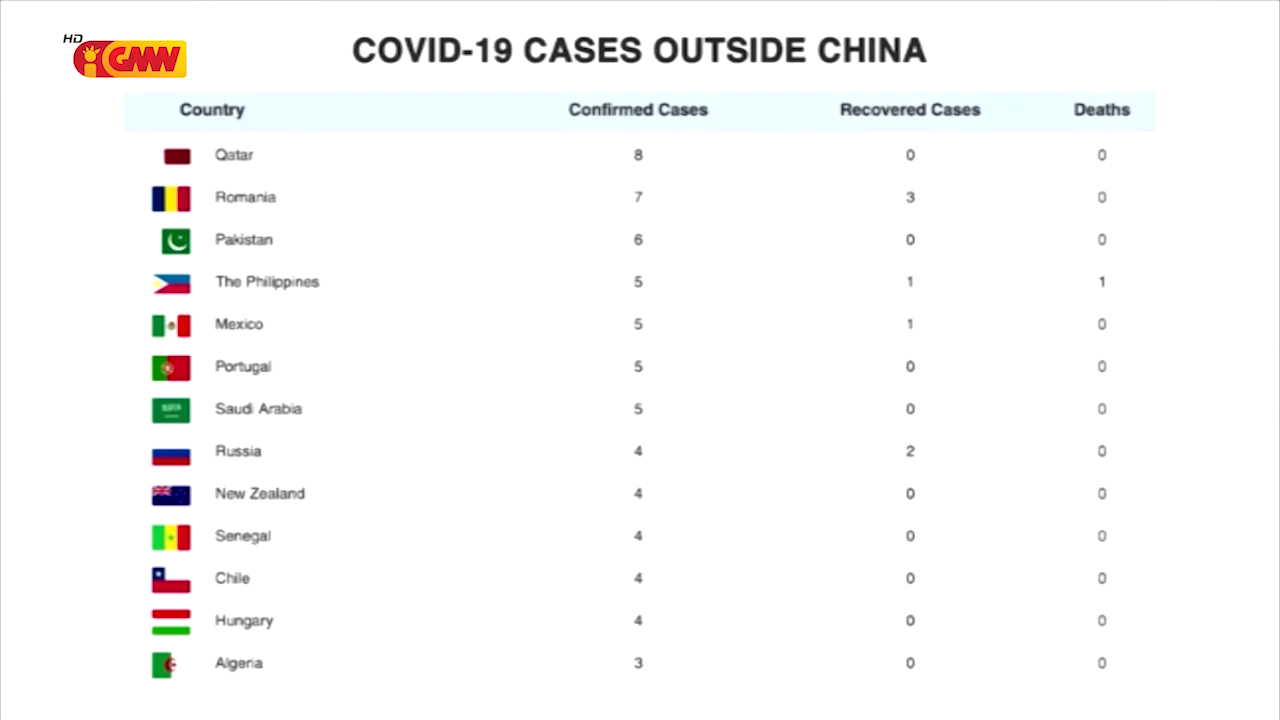 HD
iGMW
COVID-19 CASES OUTSIDE CHINA
Country Confirmed Cases Recovered Cases Deaths
Qatar 8 0 0
Romania 7 3 0
Pakistan 6 0 0
The Philippines 5 1 1
Mexico 5 1 0
Portugal 5 0 0
Saudi Arabia 5 0 0
Russia 4 2 0
New Zealand 4 0 0
Senegal 4 0 0
Chile 4 0 0
Hungary 4 0 0
Algeria 3 0 0